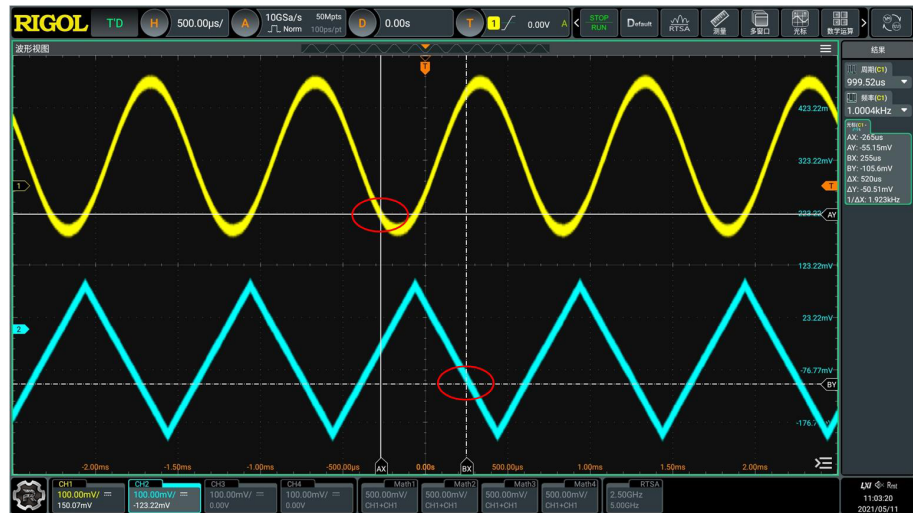 RIGOL T'D H 500.00μs/ A 10GSa/s 50Mpts D 0.00s T 1 0.00V A STOP
Norm 100ps/pt RUN Default RTSA 测量 多窗口 光标 数学运算
波形视图
结果
周期(C1)
999.52us
频率(C1)
1.0004kHz
AX: -265us
AY: -55.15mV
BX: 255us
BY: -105.6mV
ΔX: 520us
ΔY: -50.51mV
1/ΔX: 1.923kHz
T
423.22m
323.22mV
1
T
AY
123.22mV
2
23.22mV
-76.77mV
BY
-2.00ms -1.50ms -1.00ms -500.00μs AX 0.00s BX 500.00μs 1.00ms 1.50ms 2.00ms
CH1 CH2 CH3 CH4 Math1 Math2 Math3 Math4 RTSA
100.00mV/ 100.00mV/ 100.00mV/ 100.00mV/ 500.00mV/ 500.00mV/ 500.00mV/ 500.00mV/ 2.50GHz
150.07mV -123.22mV 0.00V 0.00V CH1+CH1 CH1+CH1 CH1+CH1 CH1+CH1 5.00GHz
LXI Rmt
11:03:20
2021/05/11